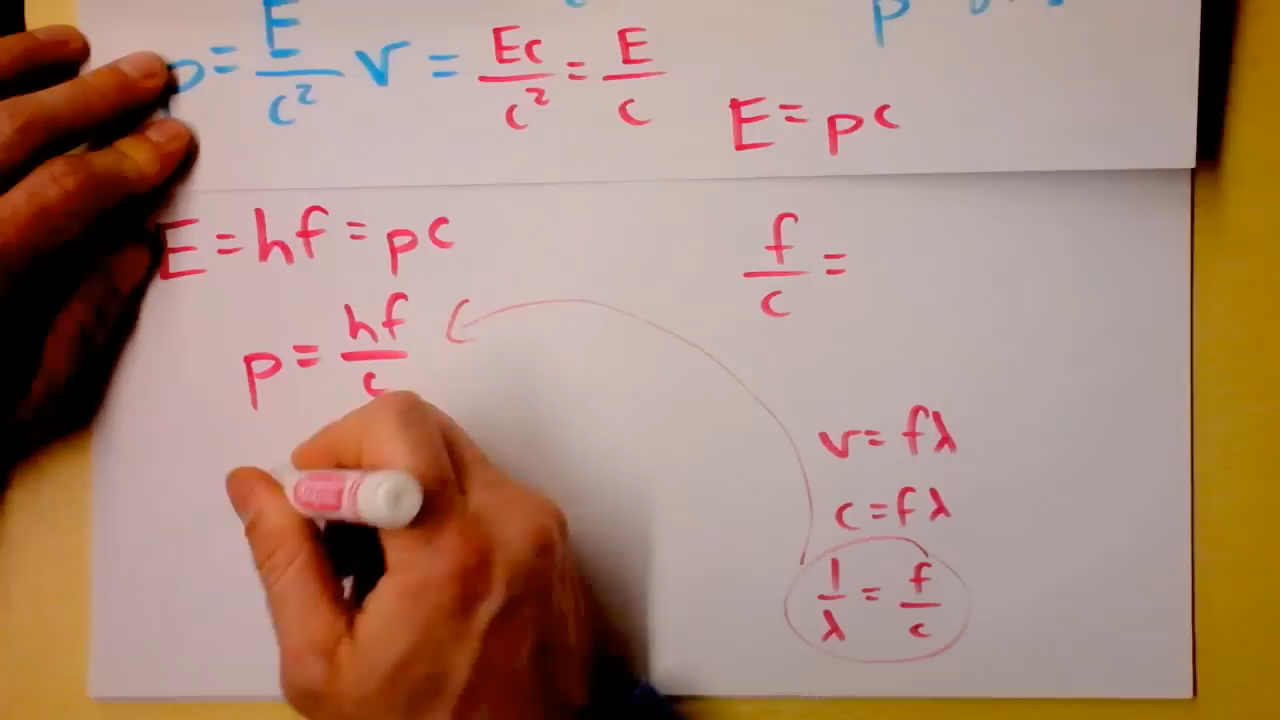 p = E/c² v = Ec/c² = E/c
E = pc
E = hf = pc
f/c =
p = hf/c
v = fλ
c = fλ
1/λ = f/c